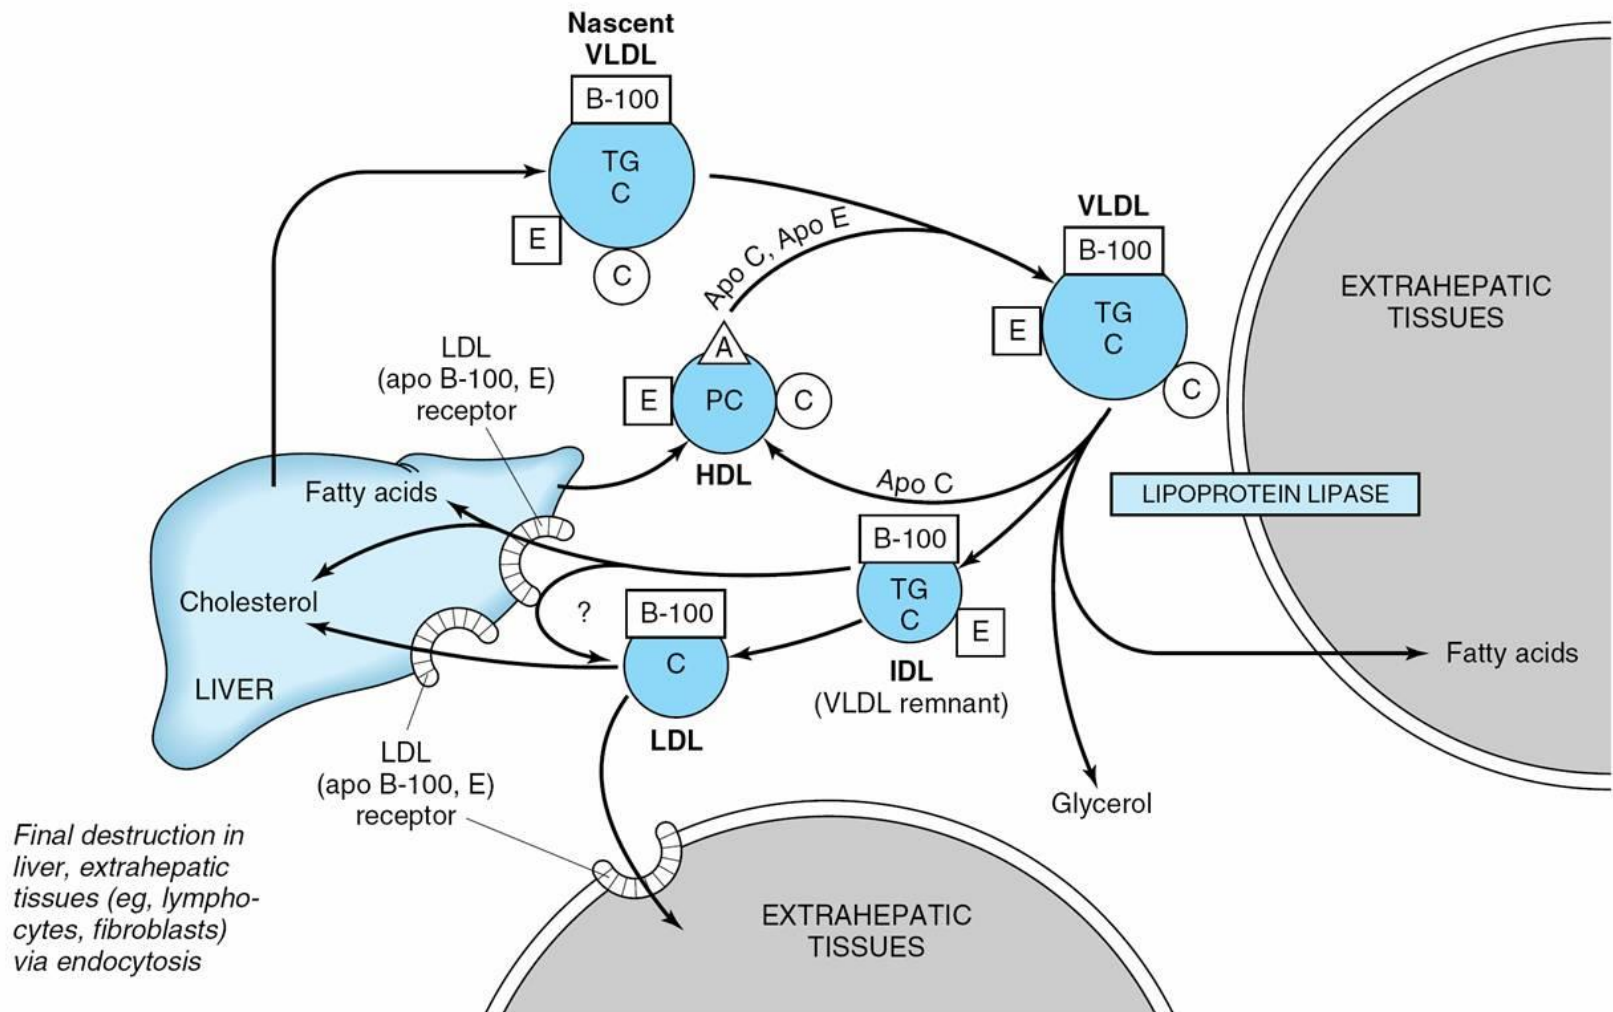 Nascent
VLDL
B-100
TG
C
E
C
Apo C, Apo E
VLDL
B-100
TG
C
E
C
EXTRAHEPATIC
TISSUES
LDL
(apo B-100, E)
receptor
A
E
PC
C
HDL
Apo C
LIPOPROTEIN LIPASE
Fatty acids
Cholesterol
LIVER
?
B-100
C
LDL
B-100
TG
C
E
IDL
(VLDL remnant)
Fatty acids
Glycerol
LDL
(apo B-100, E)
receptor
Final destruction in
liver, extrahepatic
tissues (eg, lympho-
cytes, fibroblasts)
via endocytosis
EXTRAHEPATIC
TISSUES